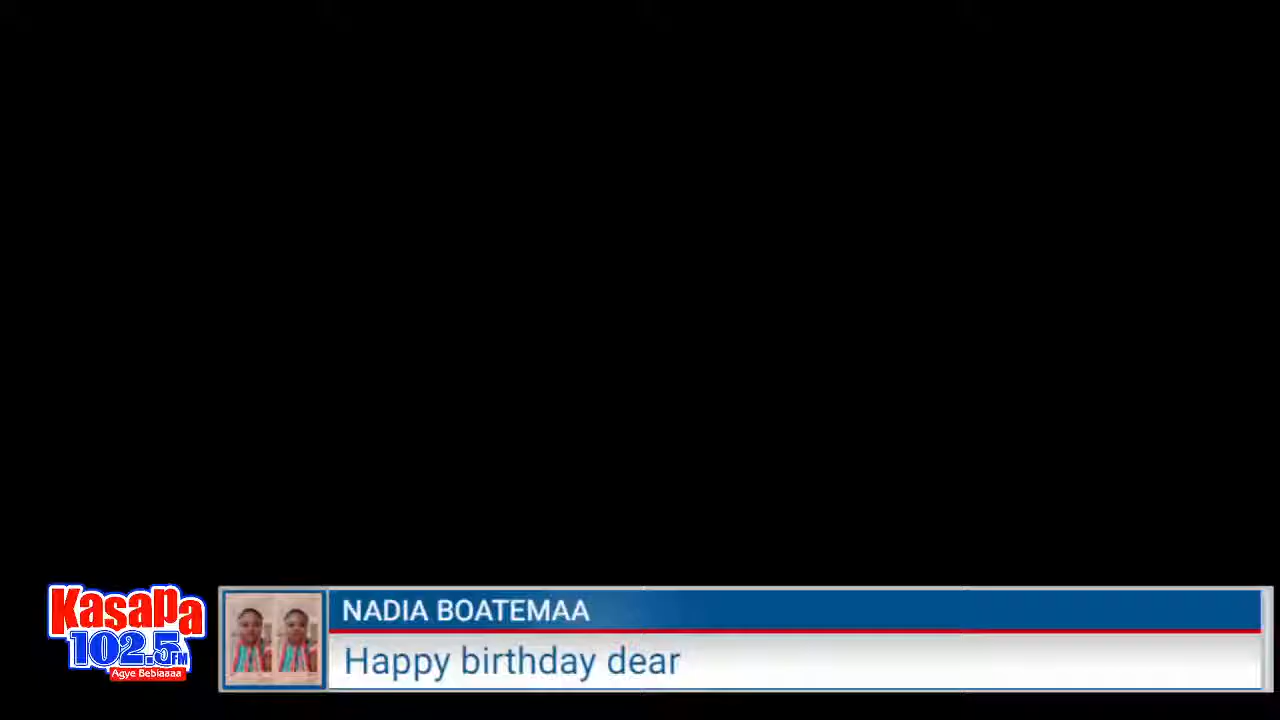 NADIA BOATEMAA
Happy birthday dear
Kasapa
102.5FM
Agye Bebiaaaa